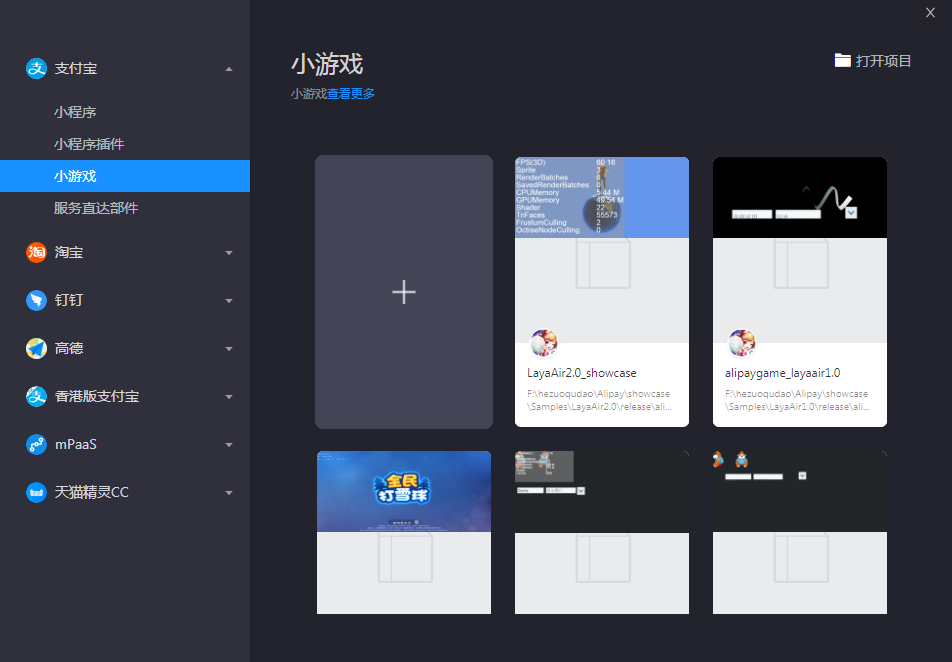 支付宝
小程序
小程序插件
小游戏
服务直达部件
淘宝
钉钉
高德
香港版支付宝
mPaaS
天猫精灵CC
小游戏
小游戏查看更多
打开项目
FPS(3D) 60 16
Sprite 3
RenderBatches 6
SavedRenderBatches 0
CPUMemory 5.44 M
GPUMemory 49.54 M
Shader 22
TriFaces 55573
FrustumCulling 2
OctreeNodeCulling 0
LayaAir2.0_showcase
F:\hezuoqudao\Alipay\showcase
\Samples\LayaAir2.0\release\ali...
alipaygame_layaair1.0
F:\hezuoqudao\Alipay\showcase
\Samples\LayaAir1.0\release\ali...
全民
打雪球